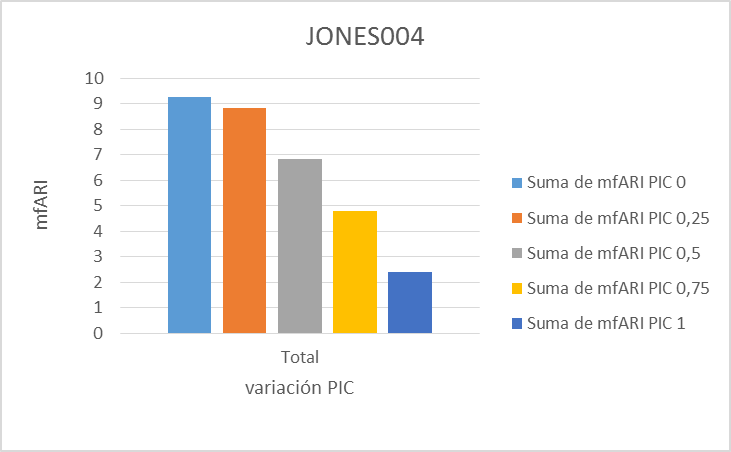 JONES004
10
9
8
7
6
5
4
3
2
1
0
mfARI
Total
variación PIC
Suma de mfARI PIC 0
Suma de mfARI PIC 0,25
Suma de mfARI PIC 0,5
Suma de mfARI PIC 0,75
Suma de mfARI PIC 1